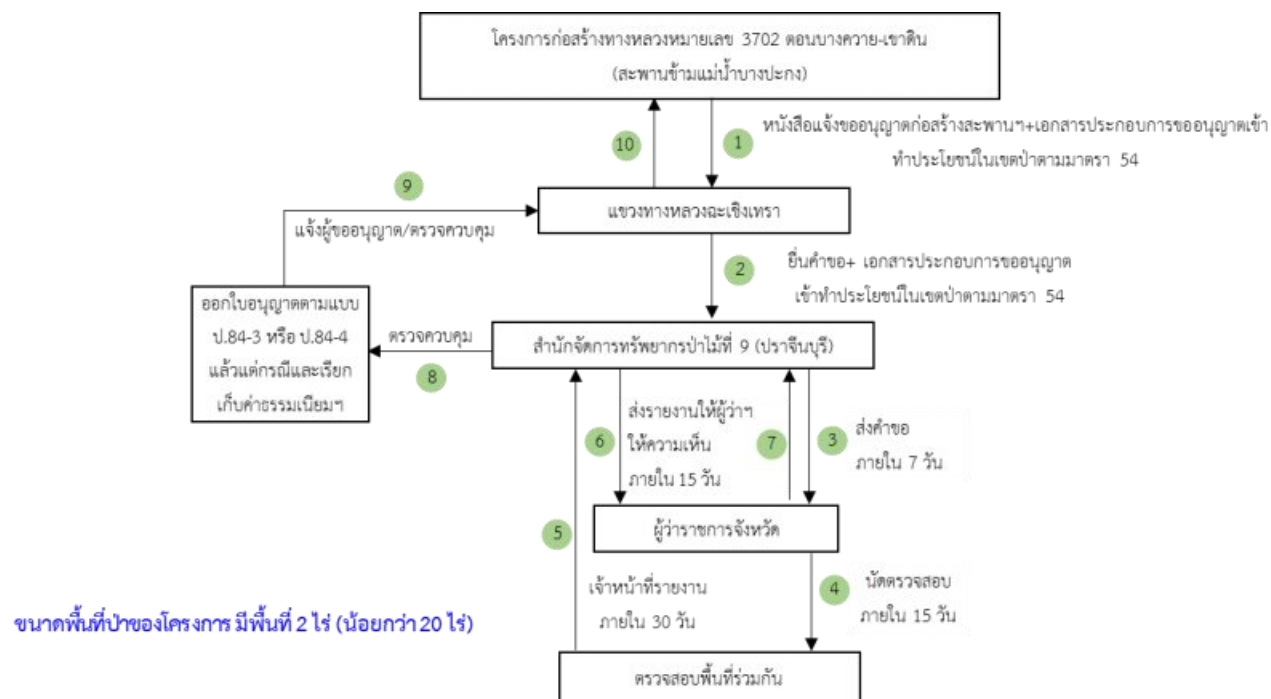 โครงการก่อสร้างทางหลวงหมายเลข 3702 ตอนบางควาย-เขาดิน
(สะพานข้ามแม่น้ำบางปะกง)
10
1
หนังสือแจ้งขออนุญาตก่อสร้างสะพานฯ+เอกสารประกอบการขออนุญาตเข้า
ทำประโยชน์ในเขตป่าตามมาตรา 54
9
แจ้งผู้ขออนุญาต/ตรวจควบคุม
แขวงทางหลวงฉะเชิงเทรา
2
ยื่นคำขอ+ เอกสารประกอบการขออนุญาต
เข้าทำประโยชน์ในเขตป่าตามมาตรา 54
ออกใบอนุญาตตามแบบ
ป.84-3 หรือ ป.84-4
แล้วแต่กรณีและเรียก
เก็บค่าธรรมเนียมฯ
ตรวจควบคุม
8
สำนักจัดการทรัพยากรป่าไม้ที่ 9 (ปราจีนบุรี)
6
ส่งรายงานให้ผู้ว่าฯ
ให้ความเห็น
ภายใน 15 วัน
7
3
ส่งคำขอ
ภายใน 7 วัน
ผู้ว่าราชการจังหวัด
5
เจ้าหน้าที่รายงาน
ภายใน 30 วัน
4
นัดตรวจสอบ
ภายใน 15 วัน
ขนาดพื้นที่ป่าของโครงการ มีพื้นที่ 2 ไร่ (น้อยกว่า 20 ไร่)
ตรวจสอบพื้นที่ร่วมกัน